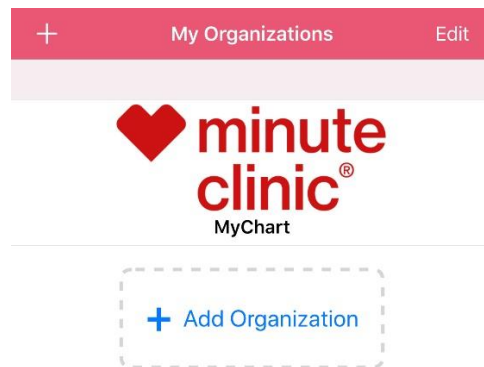 + My Organizations Edit
minute
clinic®
MyChart
+ Add Organization